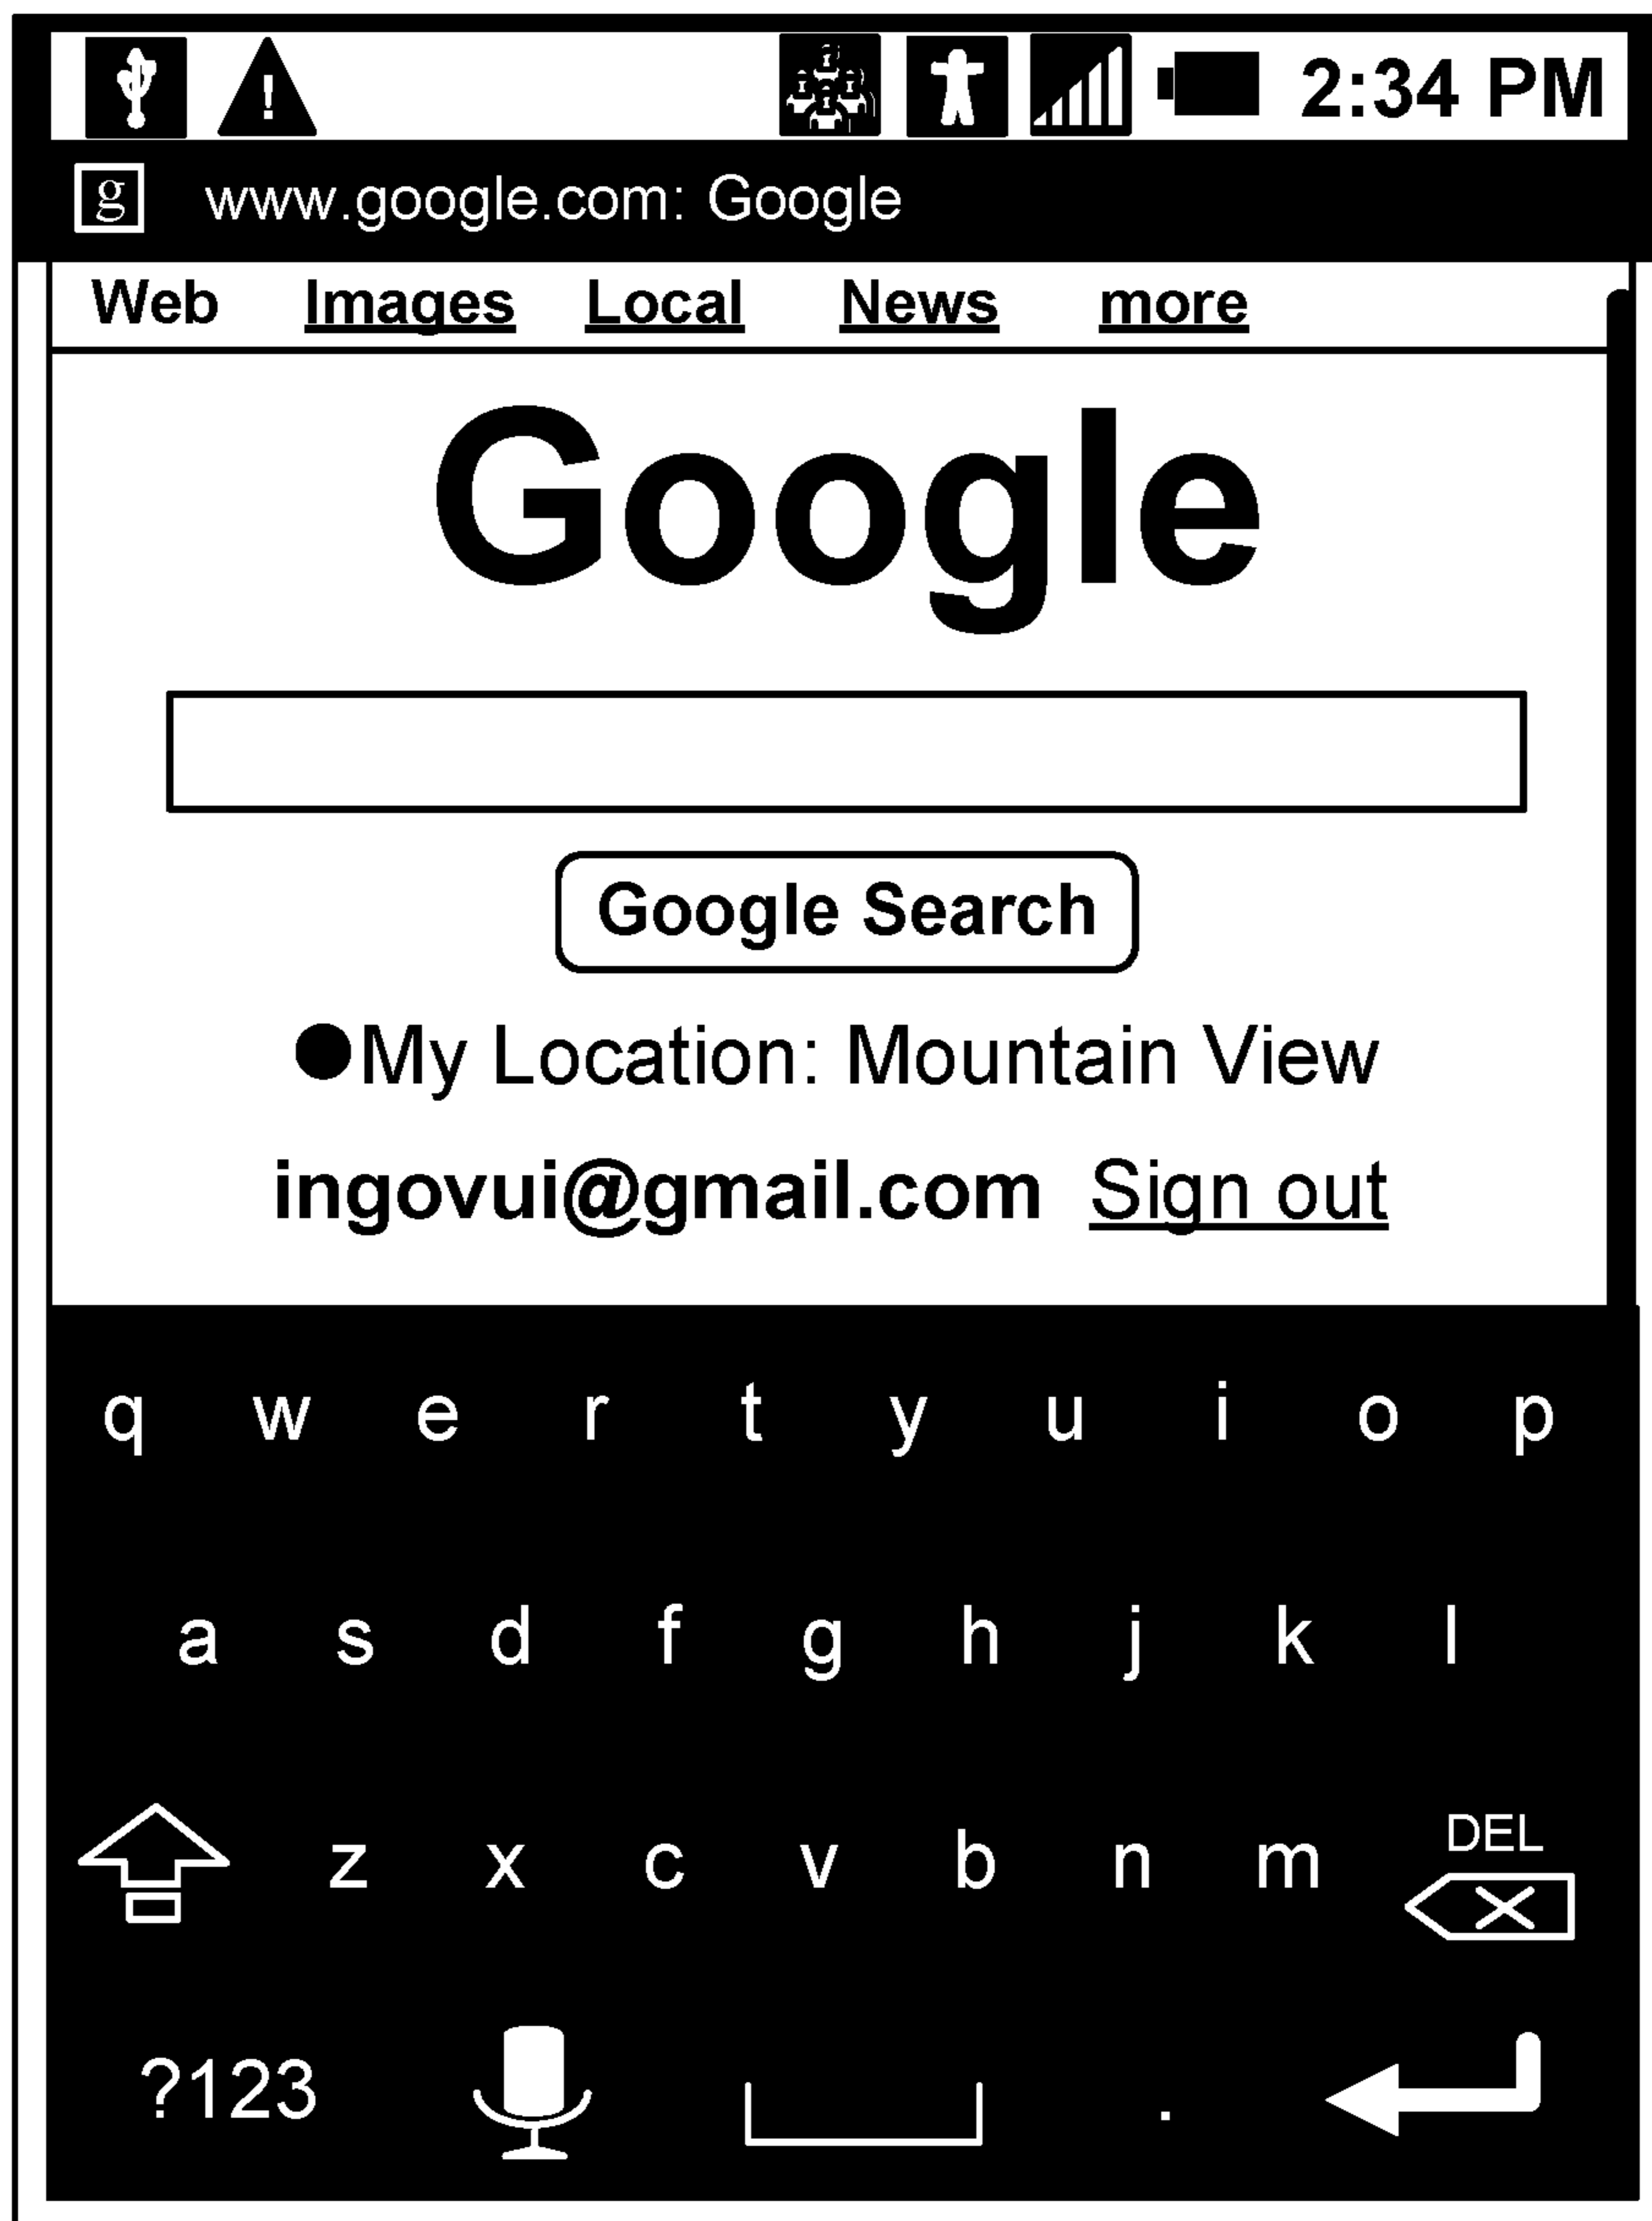 2:34 PM
g www.google.com: Google
Web Images Local News more
Google
Google Search
My Location: Mountain View
ingovui@gmail.com Sign out
q w e r t y u i o p
a s d f g h j k l
z x c v b n m DEL
?123 .